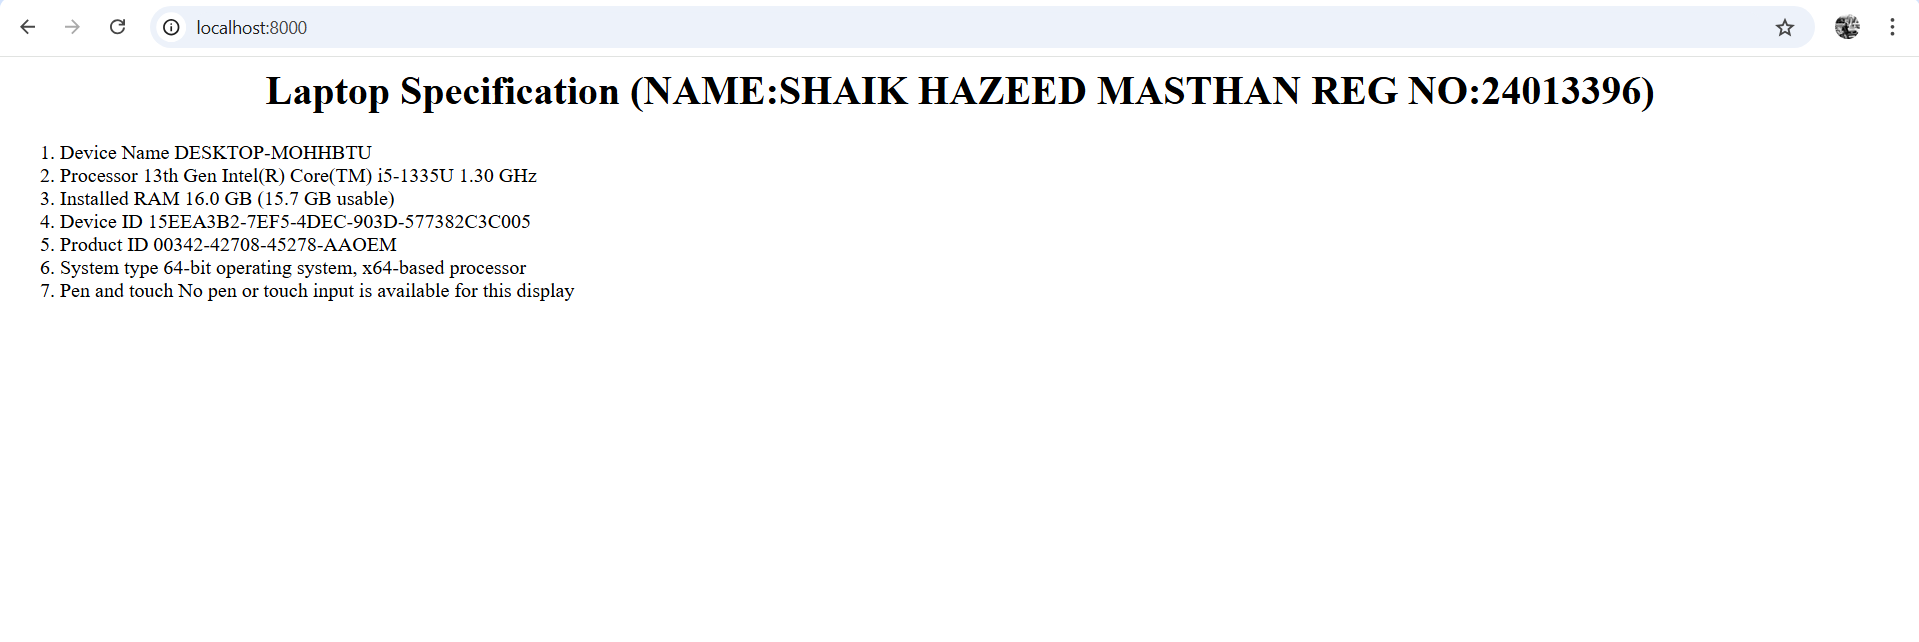 localhost:8000
Laptop Specification (NAME:SHAIK HAZEED MASTHAN REG NO:24013396)
1. Device Name DESKTOP-MOHHBTU
2. Processor 13th Gen Intel(R) Core(TM) i5-1335U 1.30 GHz
3. Installed RAM 16.0 GB (15.7 GB usable)
4. Device ID 15EEA3B2-7EF5-4DEC-903D-577382C3C005
5. Product ID 00342-42708-45278-AAOEM
6. System type 64-bit operating system, x64-based processor
7. Pen and touch No pen or touch input is available for this display